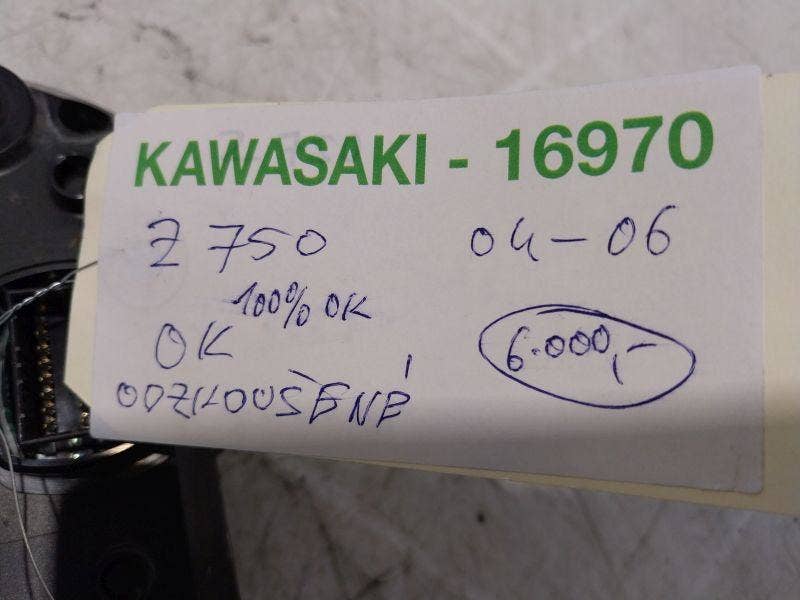 KAWASAKI - 16970
Z 750 04-06
100% OK
OK 6.000,-
ODZKOUŠENÉ